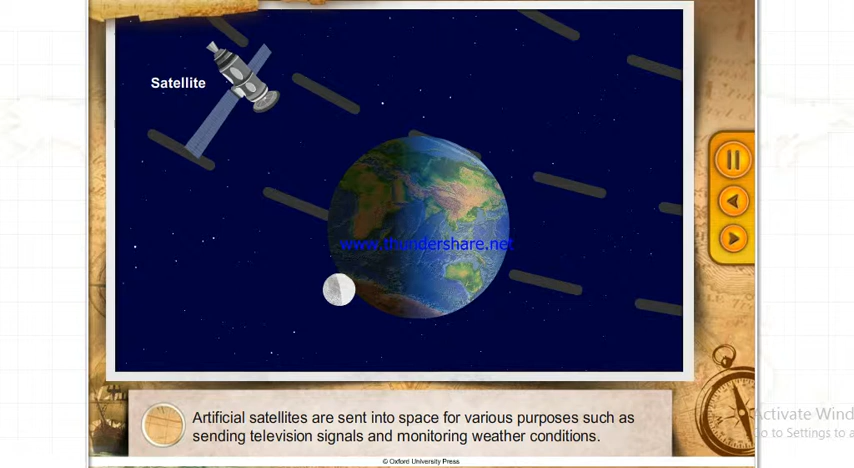 Satellite
www.thundershare.net
Artificial satellites are sent into space for various purposes such as
sending television signals and monitoring weather conditions.
© Oxford University Press
Activate Wind
Go to Settings to a